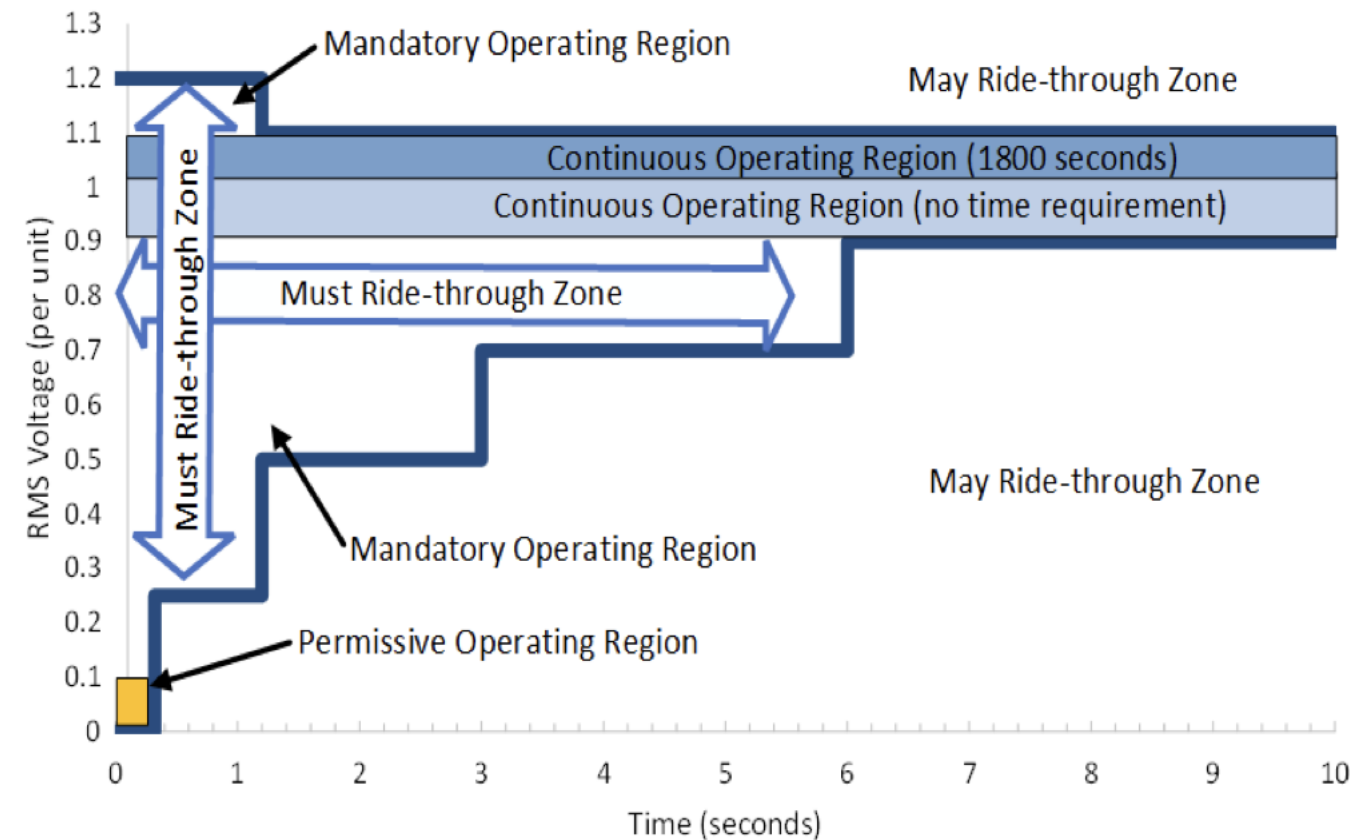 1.3
Mandatory Operating Region
1.2
May Ride-through Zone
1.1
Continuous Operating Region (1800 seconds)
1
Continuous Operating Region (no time requirement)
0.9
Must Ride-through Zone
0.8
Must Ride-through Zone
0.7
0.6
0.5
May Ride-through Zone
0.4
Mandatory Operating Region
0.3
0.2
Permissive Operating Region
0.1
0
RMS Voltage (per unit)
0 1 2 3 4 5 6 7 8 9 10
Time (seconds)